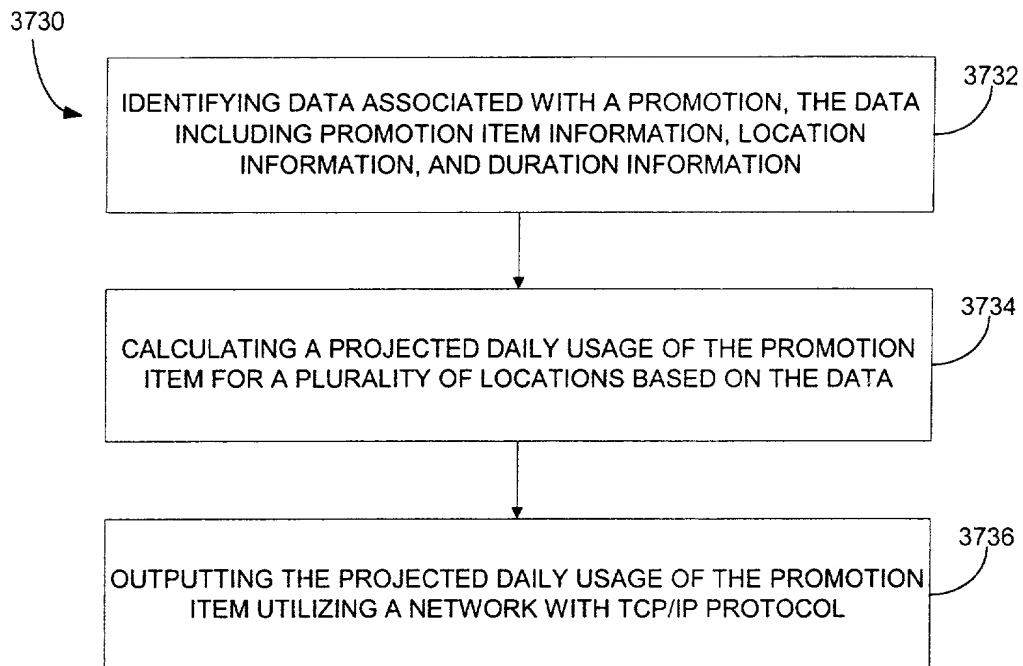 3730
3732
IDENTIFYING DATA ASSOCIATED WITH A PROMOTION, THE DATA
INCLUDING PROMOTION ITEM INFORMATION, LOCATION
INFORMATION, AND DURATION INFORMATION
3734
CALCULATING A PROJECTED DAILY USAGE OF THE PROMOTION
ITEM FOR A PLURALITY OF LOCATIONS BASED ON THE DATA
3736
OUTPUTTING THE PROJECTED DAILY USAGE OF THE PROMOTION
ITEM UTILIZING A NETWORK WITH TCP/IP PROTOCOL